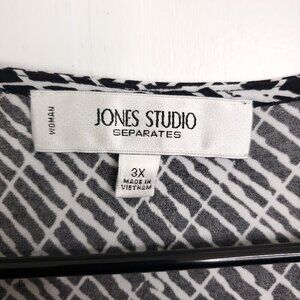 WOMAN
JONES STUDIO
SEPARATES
3X
MADE IN
VIETNAM